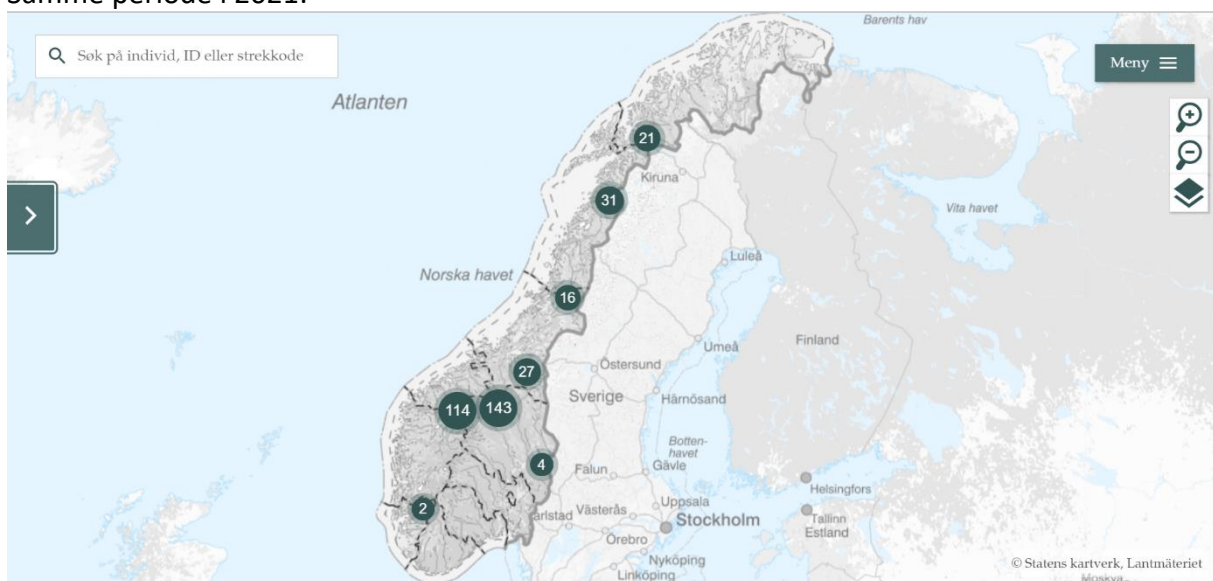 Samme periode i 2021:
Barents hav
Søk på individ, ID eller strekkode
Meny
Atlanten
21
Kiruna
31
Vita havet
Luleå
Norska havet
16
Umeå
Finland
Östersund
27
Sverige
Härnösand
114
143
Botten-
havet
4
Falun
Gävle
Helsingfors
2
Uppsala
arlstad
Västerås
Stockholm
Tallinn
Estland
Örebro
Nyköping
© Statens kartverk, Lantmäteriet
Linköping
Moskva